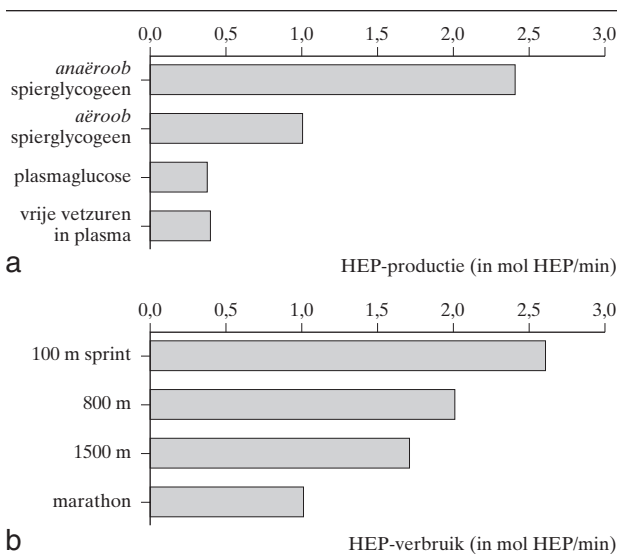 0,0 0,5 1,0 1,5 2,0 2,5 3,0
anaëroob
spierglycogeen
aëroob
spierglycogeen
plasmaglucose
vrije vetzuren
in plasma
a
HEP-productie (in mol HEP/min)
0,0 0,5 1,0 1,5 2,0 2,5 3,0
100 m sprint
800 m
1500 m
marathon
b
HEP-verbruik (in mol HEP/min)